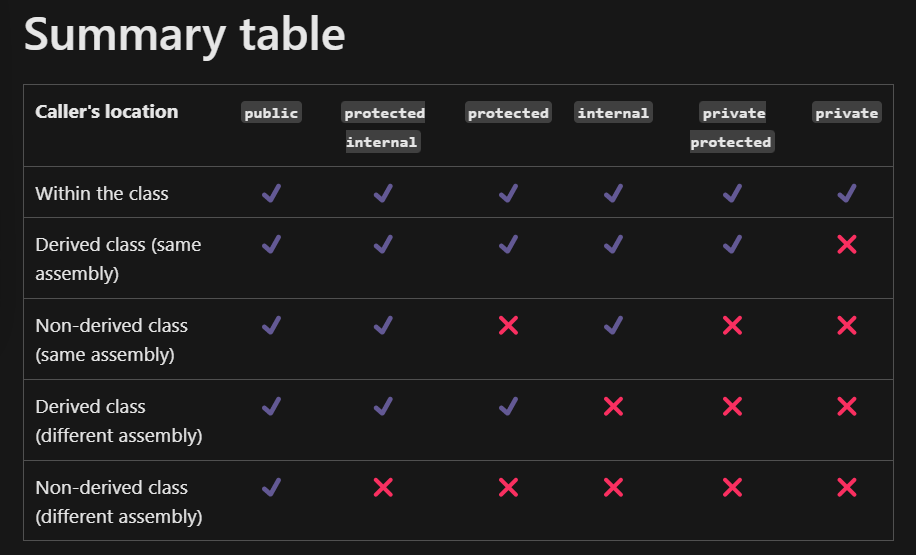 Summary table
Caller's location public protected protected internal private private
internal protected
Within the class ✔ ✔ ✔ ✔ ✔ ✔
Derived class (same ✔ ✔ ✔ ✔ ✔ ❌
assembly)
Non-derived class ✔ ✔ ❌ ✔ ❌ ❌
(same assembly)
Derived class ✔ ✔ ✔ ❌ ❌ ❌
(different assembly)
Non-derived class ✔ ❌ ❌ ❌ ❌ ❌
(different assembly)